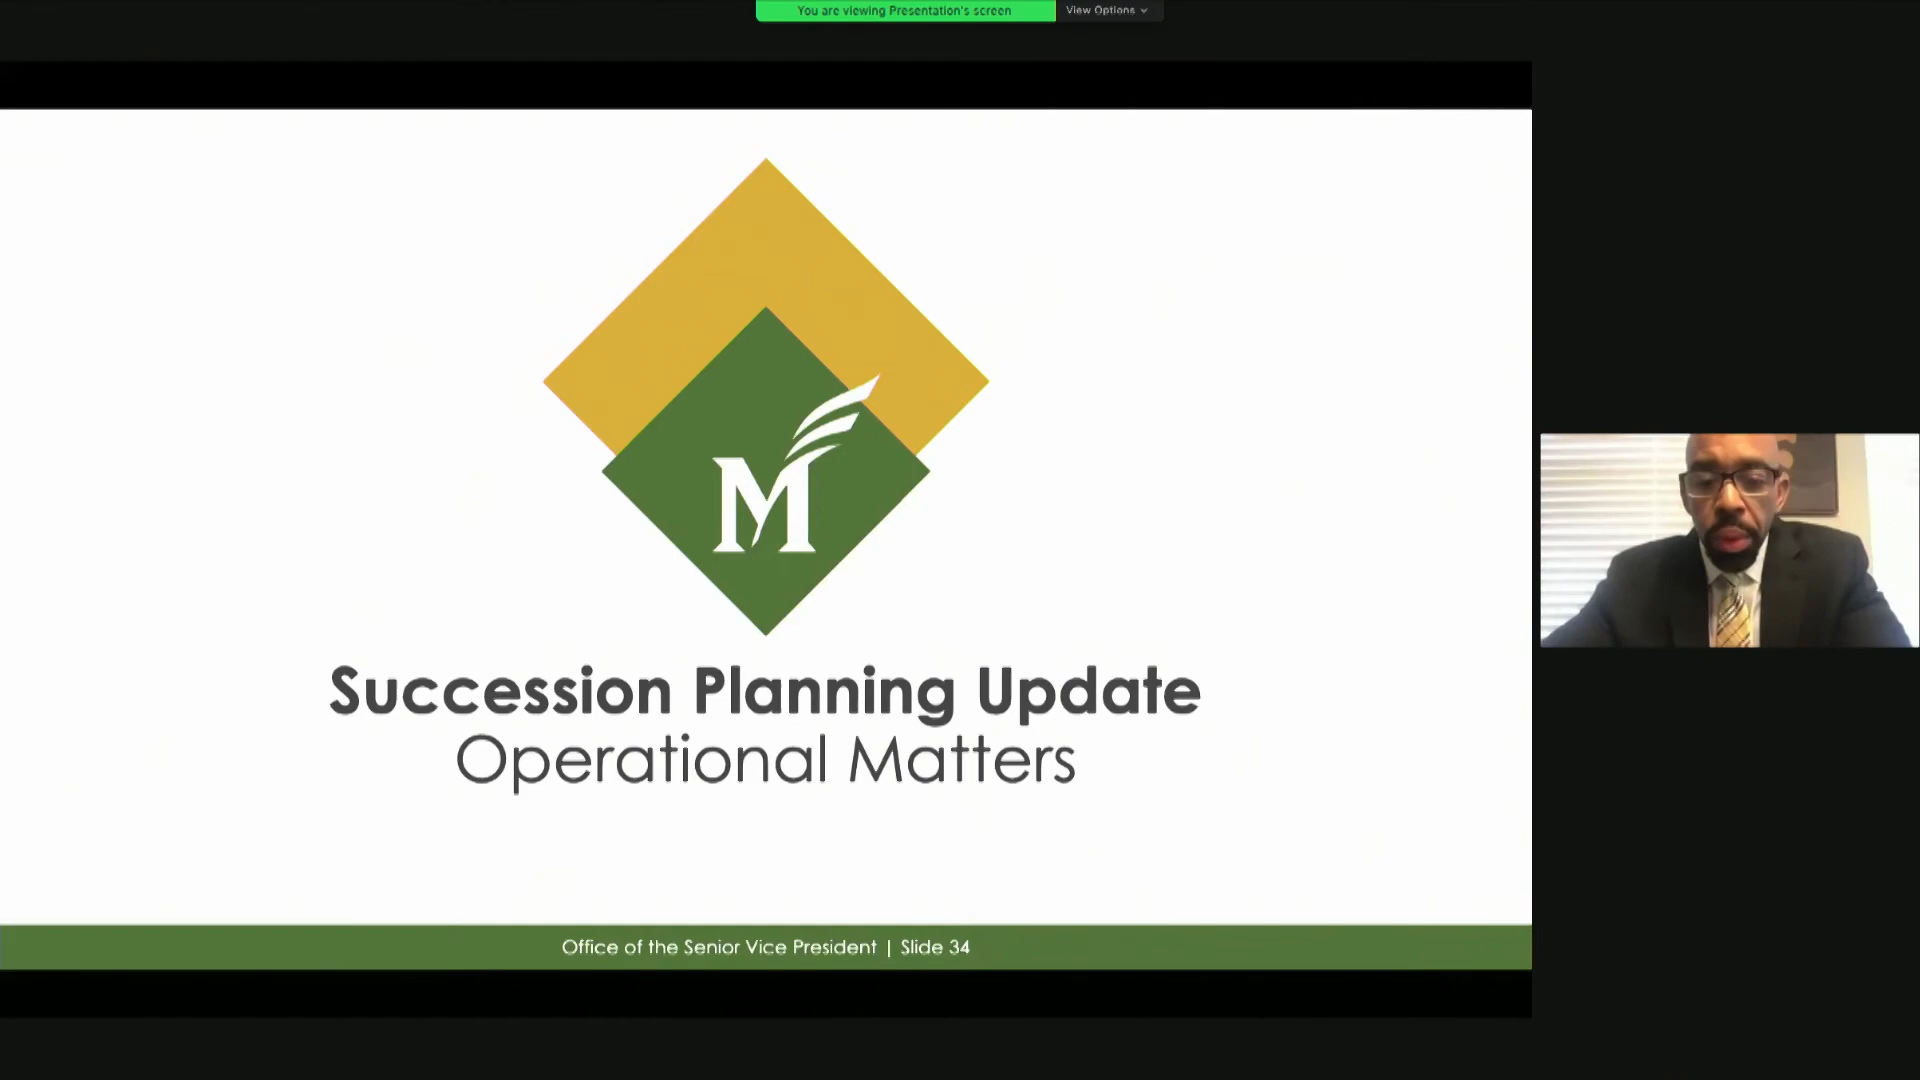 You are viewing Presentation's screen
View Options
M
Succession Planning Update
Operational Matters
Office of the Senior Vice President | Slide 34